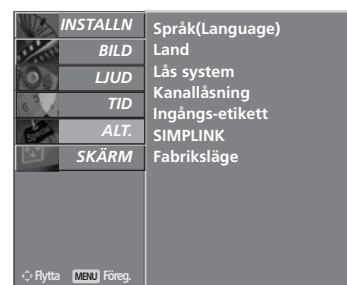 INSTALLN
BILD
LJUD
TID
ALT.
SKÄRM
Språk(Language)
Land
Lås system
Kanallåsning
Ingångs-etikett
SIMPLINK
Fabriksläge
Flytta MENU Föreg.